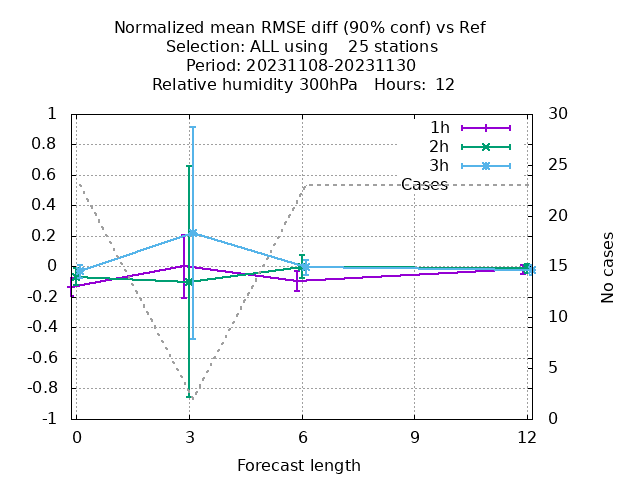 Normalized mean RMSE diff (90% conf) vs Ref
Selection: ALL using    25 stations
Period: 20231108-20231130
Relative humidity 300hPa   Hours:  12
1
0.8
0.6
0.4
0.2
0
-0.2
-0.4
-0.6
-0.8
-1
30
25
20
15
10
5
0
1h
2h
3h
Cases
No cases
0 3 6 9 12
Forecast length